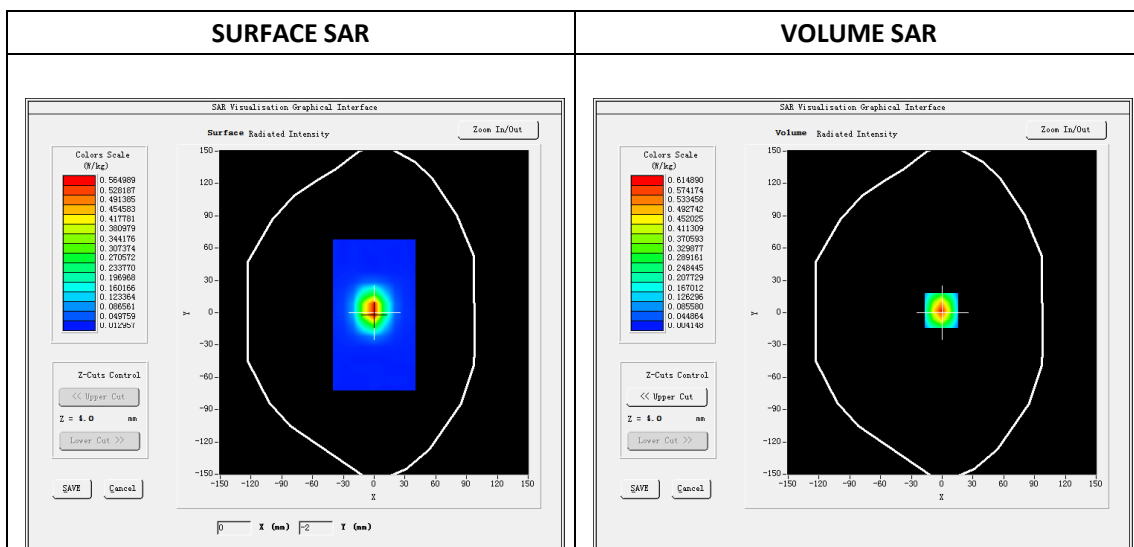 SURFACE SAR
VOLUME SAR
SAR Visualisation Graphical Interface
Surface Radiated Intensity
Zoom In/Out
Colors Scale
(W/kg)
0.564989
0.528187
0.491385
0.454583
0.417781
0.380979
0.344176
0.307374
0.270572
0.233770
0.196968
0.160166
0.123364
0.086561
0.049759
0.012957
Z-Cuts Control
<< Upper Cut
Z = 4.0 mm
Lower Cut >>
SAVE
Cancel
150
120
90
60
30
0
-30
-60
-90
-120
-150
Y
-150 -120 -90 -60 -30 0 30 60 90 120 150
X
0 X (mm) -2 Y (mm)
SAR Visualisation Graphical Interface
Volume Radiated Intensity
Zoom In/Out
Colors Scale
(W/kg)
0.614890
0.574174
0.533458
0.492742
0.452025
0.411309
0.370593
0.329877
0.289161
0.248445
0.207729
0.167012
0.126296
0.085580
0.044864
0.004148
Z-Cuts Control
<< Upper Cut
Z = 4.0 mm
Lower Cut >>
SAVE
Cancel
150
120
90
60
30
0
-30
-60
-90
-120
-150
Y
-150 -120 -90 -60 -30 0 30 60 90 120 150
X